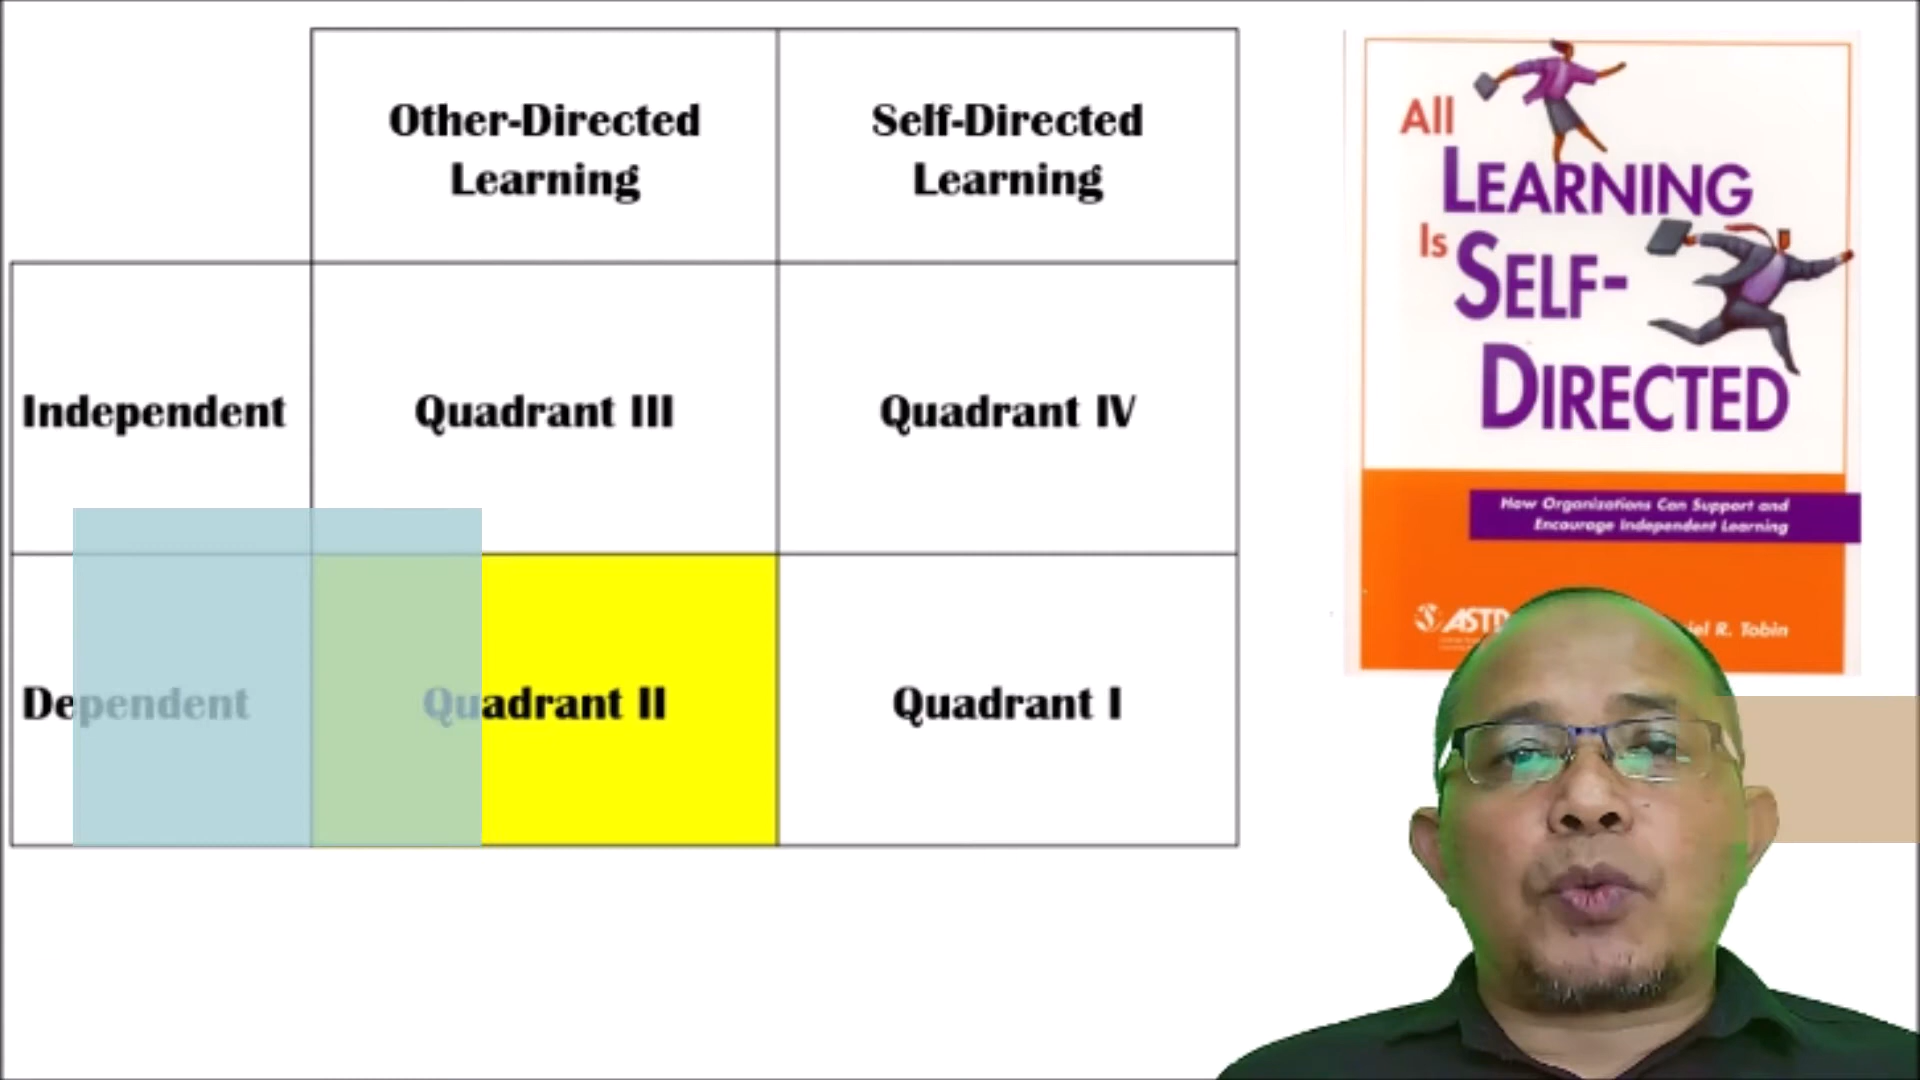 Other-Directed
Learning
Self-Directed
Learning
Independent
Quadrant III
Quadrant IV
Dependent
Quadrant II
Quadrant I
All
LEARNING
Is
SELF-
DIRECTED
How Organizations Can Support and
Encourage Independent Learning
R. Tobin